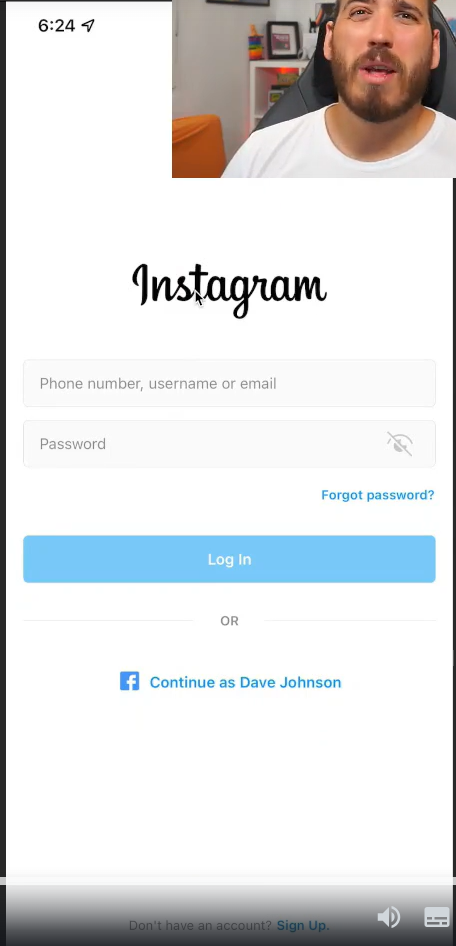 6:24
Instagram
Phone number, username or email
Password
Forgot password?
Log In
OR
Continue as Dave Johnson
Don't have an account? Sign Up.